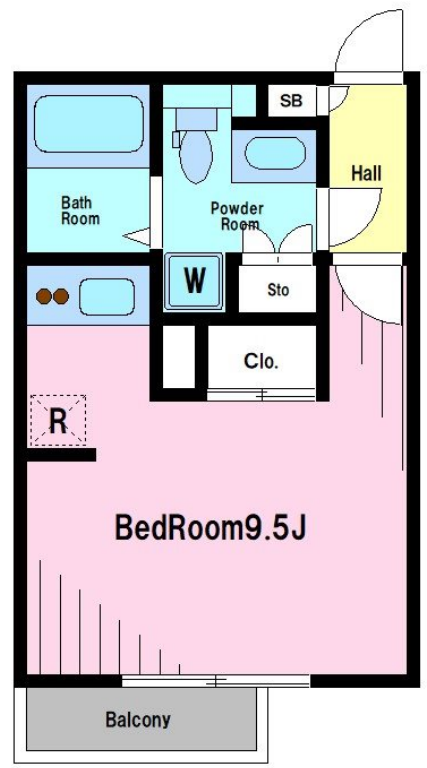 SB
Hall
Bath
Room
Powder
Room
W
Sto
Clo.
R
BedRoom9.5J
Balcony